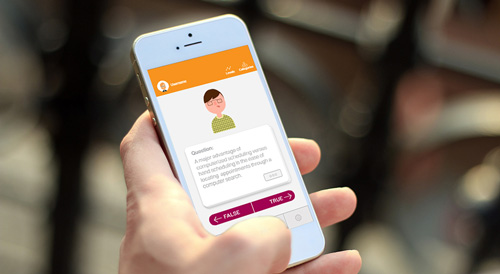 Question:
A major advantage of
computerized scheduling versus
hand scheduling is the ease of
locating appointments through a
computer search.
← FALSE
TRUE →